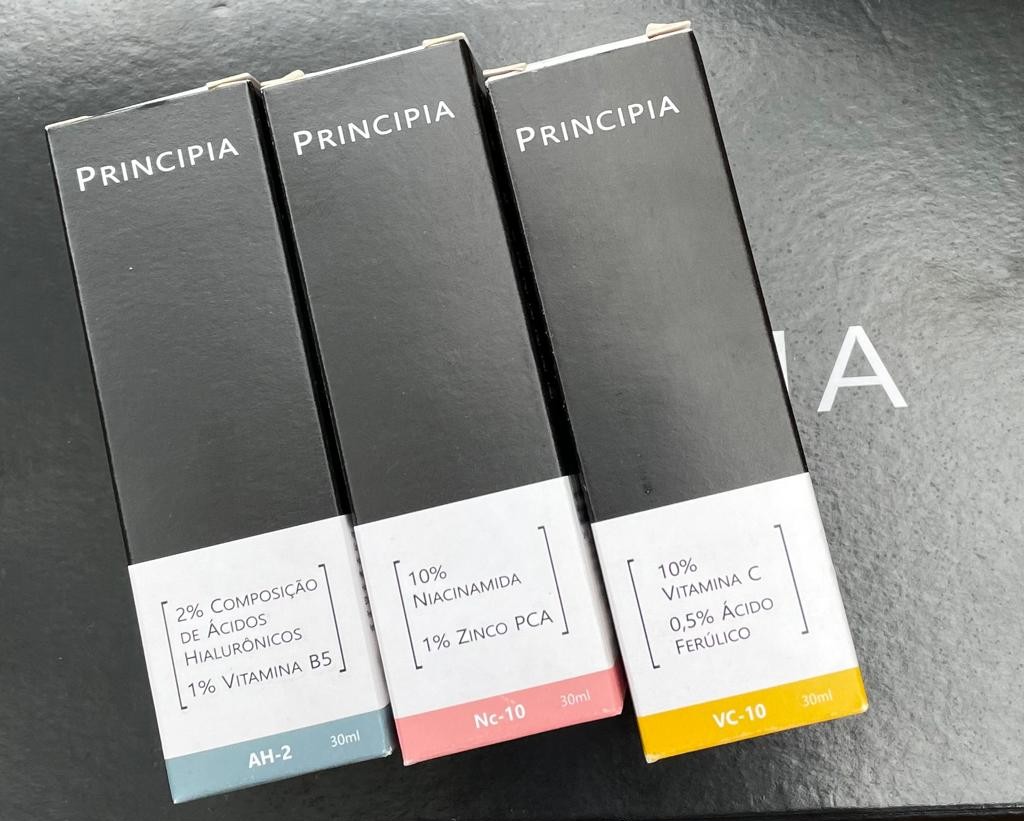 PRINCIPIA
2% COMPOSIÇÃO
DE ÁCIDOS
HIALURÔNICOS
1% VITAMINA B5
AH-2 30ml
PRINCIPIA
10%
NIACINAMIDA
1% ZINCO PCA
Nc-10 30ml
PRINCIPIA
10%
VITAMINA C
0,5% ÁCIDO
FERÚLICO
VC-10 30ml
IA